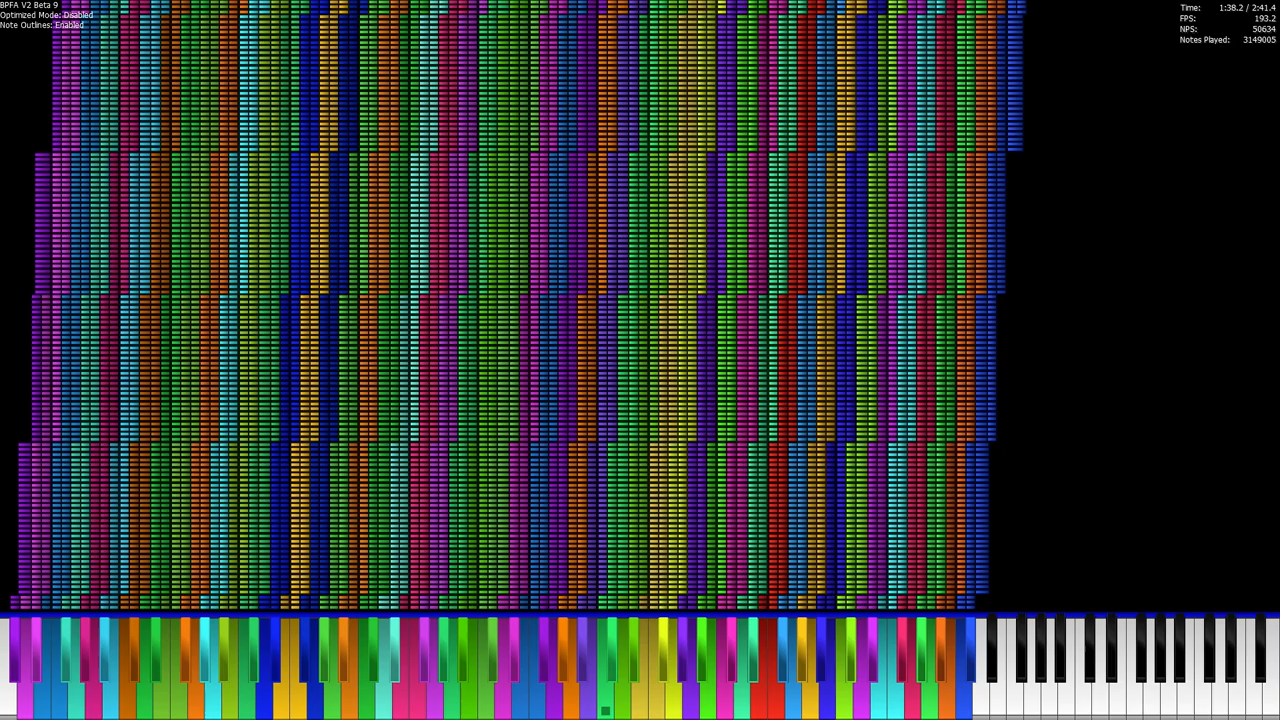 BPFA V2 Beta 9
Optimized Mode: Disabled
Note Outlines: Enabled
Time: 1:38.2 / 2:41.4
FPS: 193.2
NPS: 50634
Notes Played: 3149005